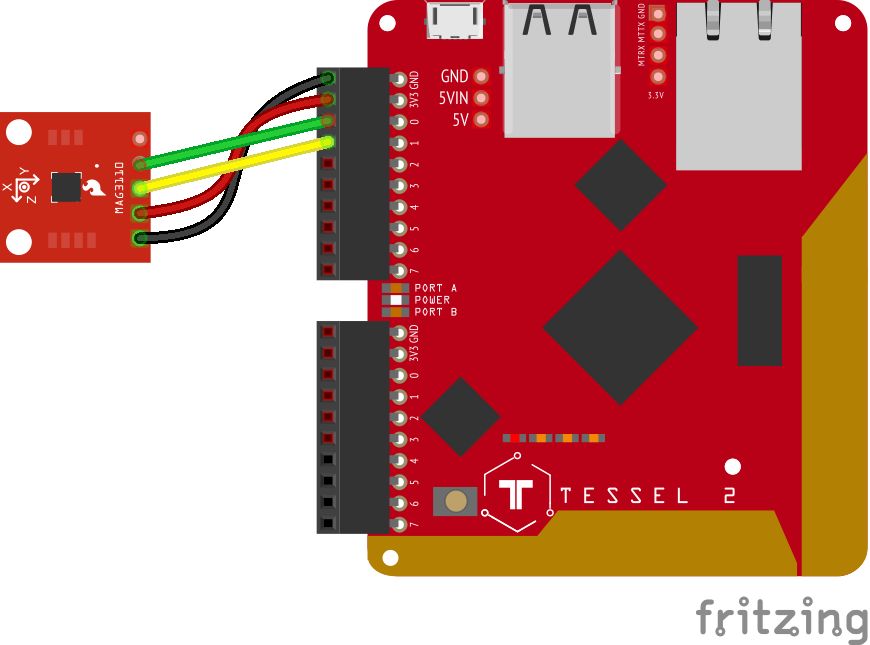 GND
5VIN
5V
MTRX MTTX GND
3.3V
GND
3V3
0
1
2
3
4
5
6
7
PORT A
POWER
PORT B
GND
3V3
0
1
2
3
4
5
6
7
X
Y
Z
MAG3110
TESSEL 2
fritzing